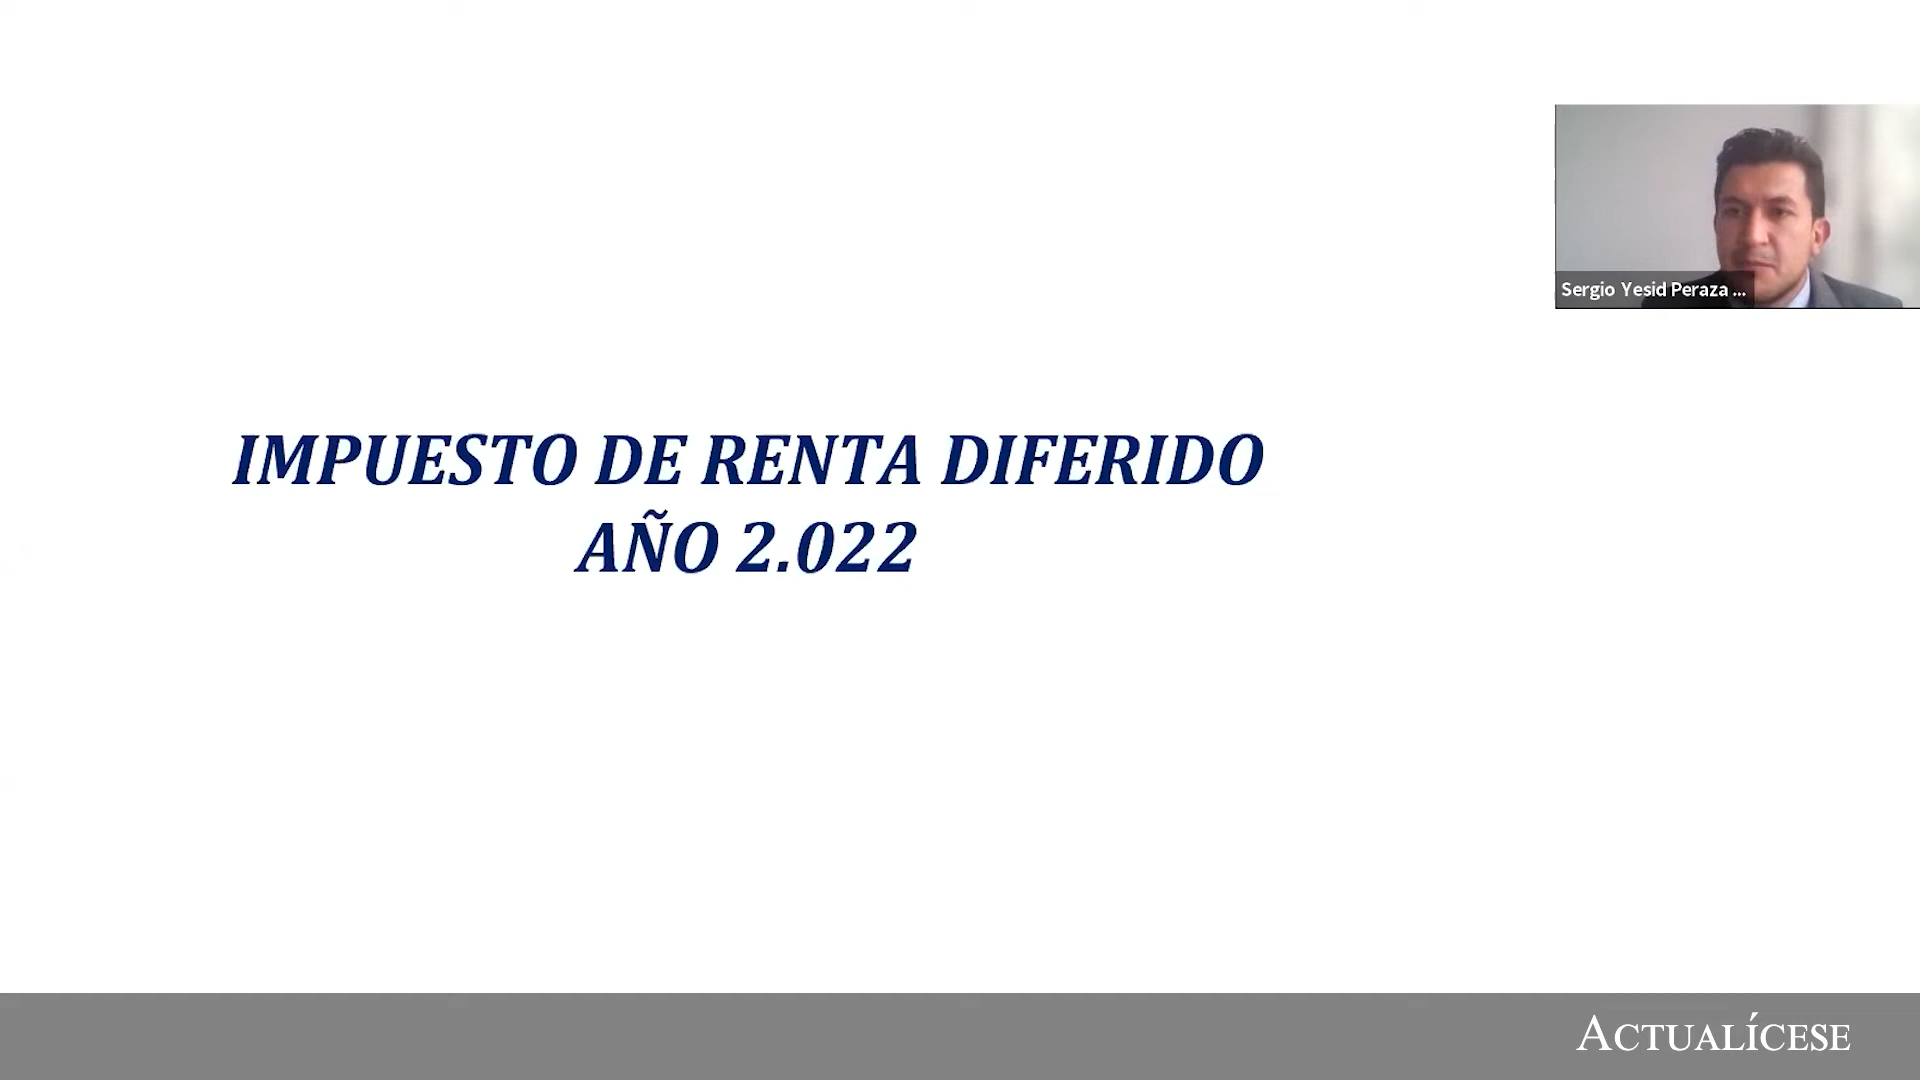 Sergio Yesid Peraza ...
IMPUESTO DE RENTA DIFERIDO
AÑO 2.022
ACTUALÍCESE